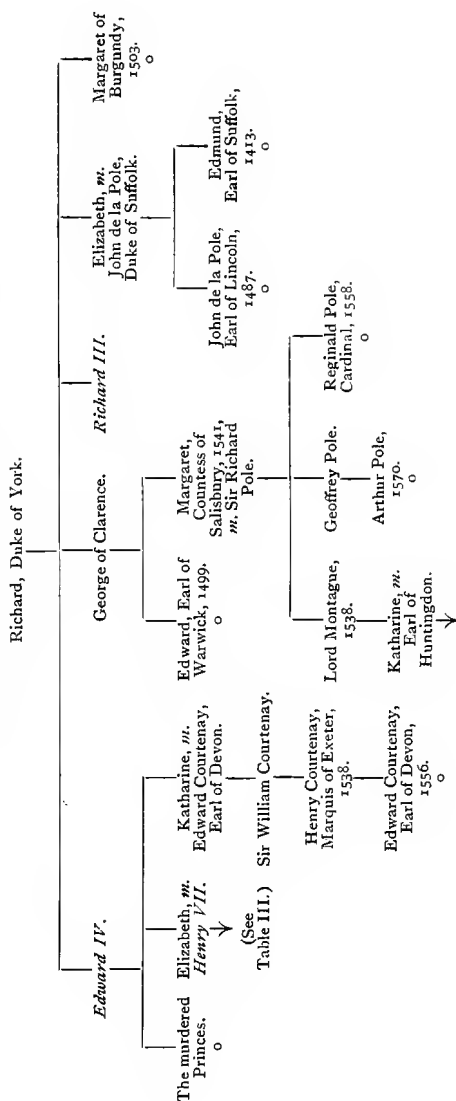 Richard, Duke of York.
Edward IV.
George of Clarence.
Richard III.
Elizabeth, m.
John de la Pole,
Duke of Suffolk.
Margaret of
Burgundy,
1503.
o
The murdered
Princes.
o
Elizabeth, m.
Henry VII.
(See
Table III.)
Katharine, m.
Edward Courtenay,
Earl of Devon.
Edward, Earl of
Warwick, 1499.
o
Margaret,
Countess of
Salisbury, 1541,
m. Sir Richard
Pole.
John de la Pole,
Earl of Lincoln,
1487.
o
Edmund,
Earl of Suffolk,
1413.
o
Sir William Courtenay.
Henry Courtenay,
Marquis of Exeter,
1538.
Edward Courtenay,
Earl of Devon,
1556.
o
Lord Montague,
1538.
Katharine, m.
Earl of
Huntingdon.
Geoffrey Pole.
Arthur Pole,
1570.
o
Reginald Pole,
Cardinal, 1558.
o